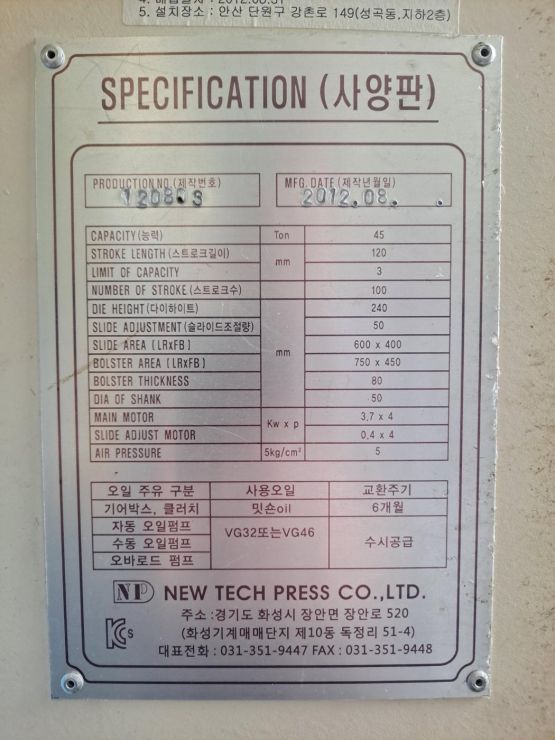 5. 설치장소 : 안산 단원구 강촌로 149(성곡동,지하2층)
SPECIFICATION (사양판)
PRODUCTION NO. (제작번호)
MFG. DATE (제작년월일)
2012.08. .
CAPACITY(능력) Ton 45
STROKE LENGTH (스트로크길이) mm 120
LIMIT OF CAPACITY 3
NUMBER OF STROKE (스트로크수) 100
DIE HEIGHT(다이하이트) mm 240
SLIDE ADJUSTMENT (슬라이드조절량) 50
SLIDE AREA [LRxFB] 600 x 400
BOLSTER AREA [LRxFB] 750 x 450
BOLSTER THICKNESS 80
DIA OF SHANK 50
MAIN MOTOR Kw x p 3,7 x 4
SLIDE ADJUST MOTOR 0,4 x 4
AIR PRESSURE 5kg/cm² 5
오일 주유 구분 사용오일 교환주기
기어박스, 클러치 밋숀oil 6개월
자동 오일펌프 VG32또는VG46 수시공급
수동 오일펌프
오바로드 펌프
NP NEW TECH PRESS CO.,LTD.
주소 :경기도 화성시 장안면 장안로 520
(화성기계매매단지 제10동 독정리 51-4)
대표전화 : 031-351-9447 FAX : 031-351-9448
KCs